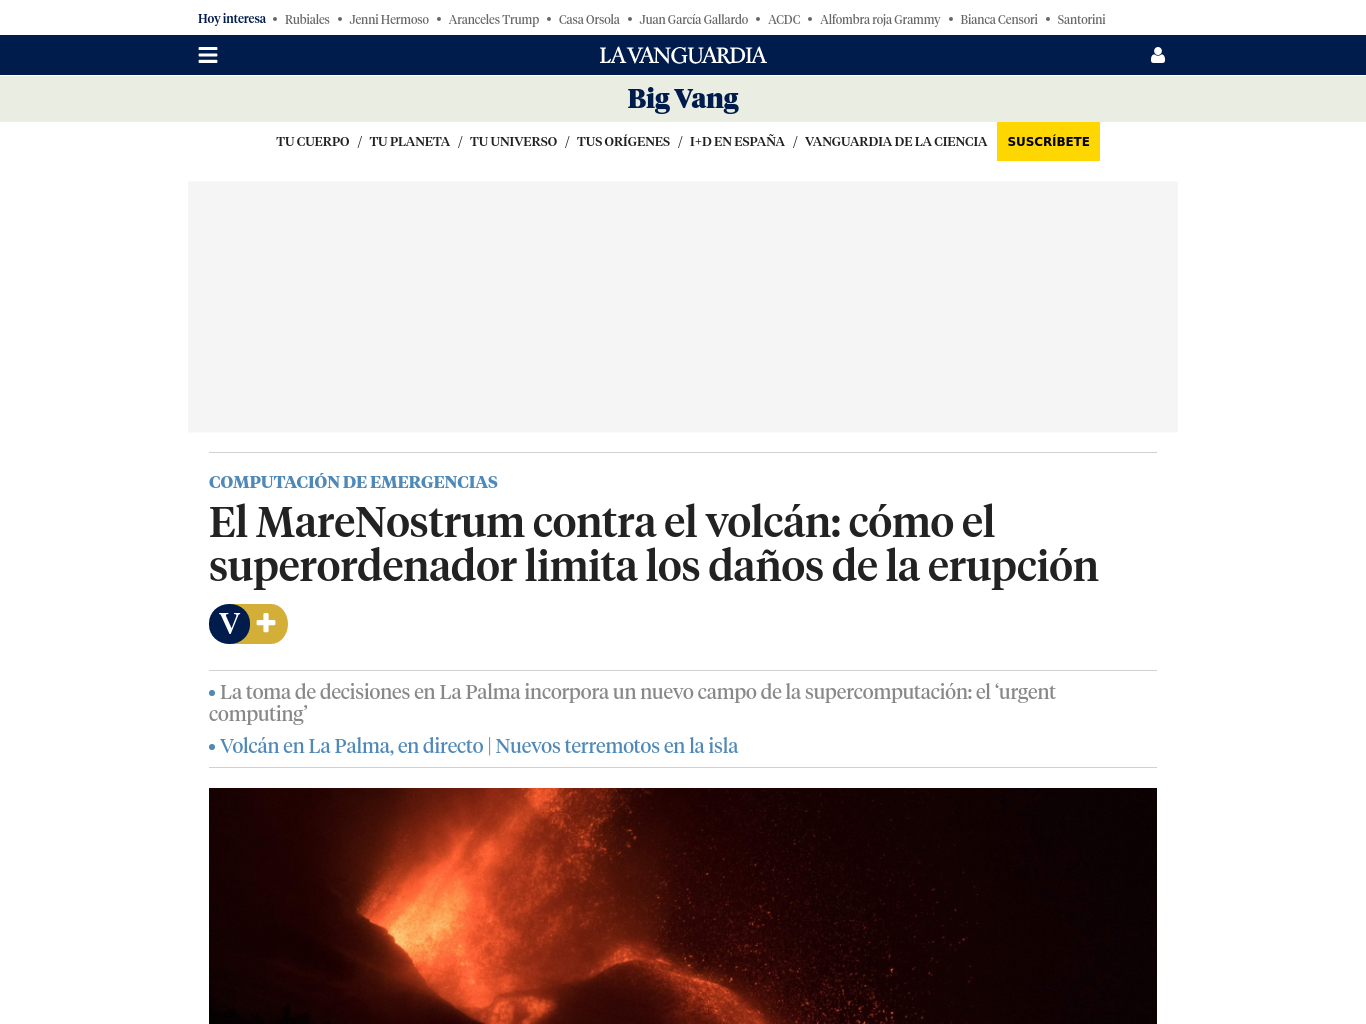 Hoy interesa • Rubiales • Jenni Hermoso • Aranceles Trump • Casa Orsola • Juan García Gallardo • ACDC • Alfombra roja Grammy • Bianca Censori • Santorini
LA VANGUARDIA
Big Vang
TU CUERPO / TU PLANETA / TU UNIVERSO / TUS ORÍGENES / I+D EN ESPAÑA / VANGUARDIA DE LA CIENCIA SUSCRÍBETE
COMPUTACIÓN DE EMERGENCIAS
El MareNostrum contra el volcán: cómo el
superordenador limita los daños de la erupción
V +
• La toma de decisiones en La Palma incorpora un nuevo campo de la supercomputación: el ‘urgent
computing’
• Volcán en La Palma, en directo | Nuevos terremotos en la isla